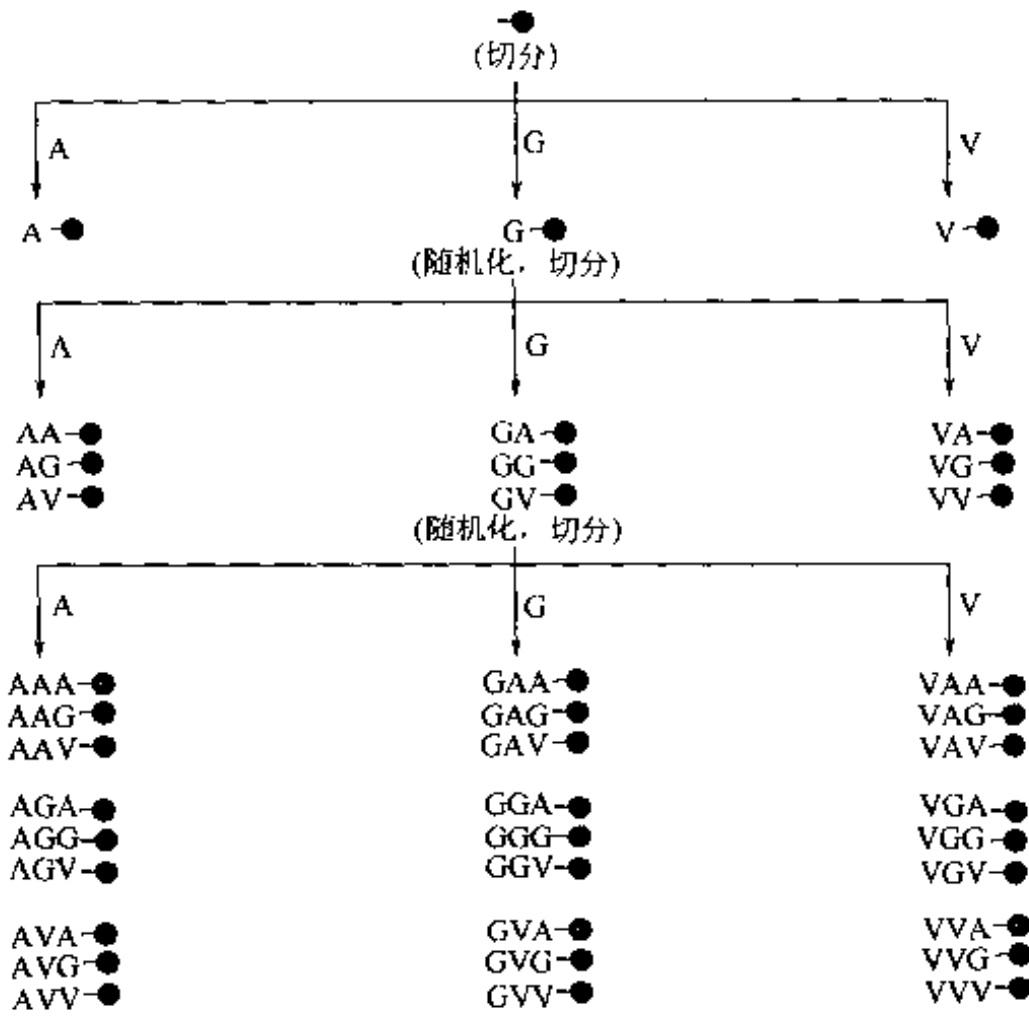 (切分)
A G V
A G V
(随机化，切分)
A G V
AA GA VA
AG GG VG
AV GV VV
(随机化，切分)
A G V
AAA GAA VAA
AAG GAG VAG
AAV GAV VAV
AGA GGA VGA
AGG GGG VGG
AGV GGV VGV
AVA GVA VVA
AVG GVG VVG
AVV GVV VVV